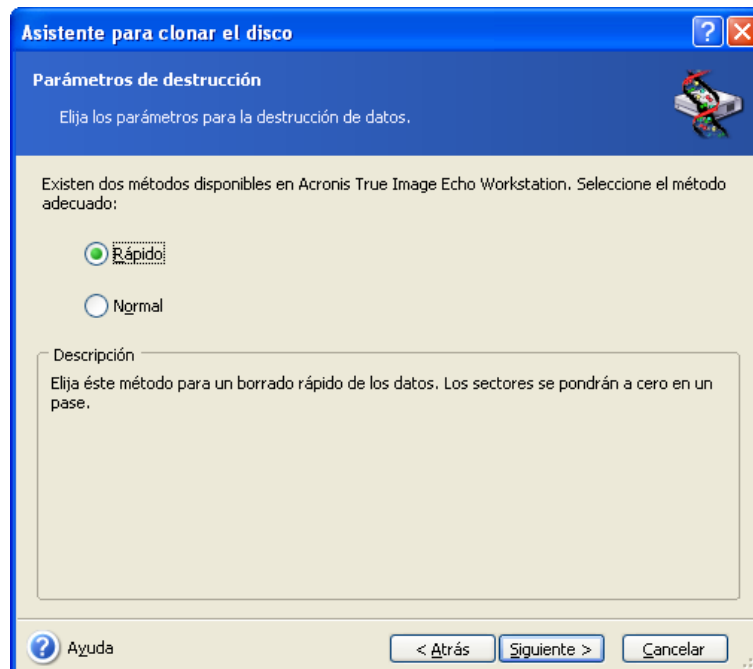 Asistente para clonar el disco
Parámetros de destrucción
Elija los parámetros para la destrucción de datos.
Existen dos métodos disponibles en Acronis True Image Echo Workstation. Seleccione el método
adecuado:
Rápido
Normal
Descripción
Elija éste método para un borrado rápido de los datos. Los sectores se pondrán a cero en un
pase.
Ayuda
< Atrás
Siguiente >
Cancelar